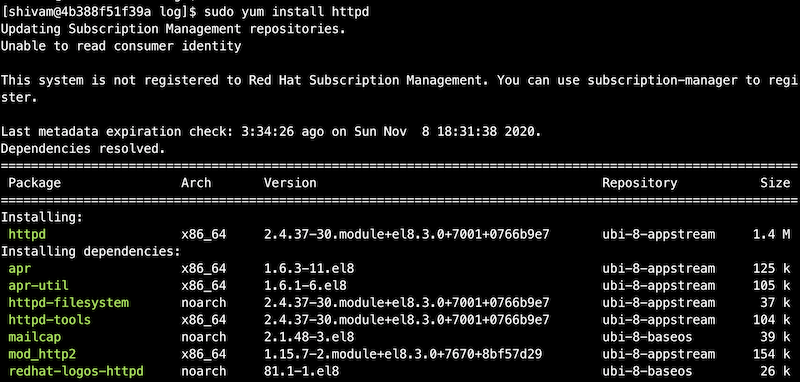 [shivam@4b388f51f39a log]$ sudo yum install httpd
Updating Subscription Management repositories.
Unable to read consumer identity
This system is not registered to Red Hat Subscription Management. You can use subscription-manager to regi
ster.
Last metadata expiration check: 3:34:26 ago on Sun Nov  8 18:31:38 2020.
Dependencies resolved.
================================================================================
Package Arch Version Repository Size
================================================================================
Installing:
httpd x86_64 2.4.37-30.module+el8.3.0+7001+0766b9e7 ubi-8-appstream 1.4 M
Installing dependencies:
apr x86_64 1.6.3-11.el8 ubi-8-appstream 125 k
apr-util x86_64 1.6.1-6.el8 ubi-8-appstream 105 k
httpd-filesystem noarch 2.4.37-30.module+el8.3.0+7001+0766b9e7 ubi-8-appstream 37 k
httpd-tools x86_64 2.4.37-30.module+el8.3.0+7001+0766b9e7 ubi-8-appstream 104 k
mailcap noarch 2.1.48-3.el8 ubi-8-baseos 39 k
mod_http2 x86_64 1.15.7-2.module+el8.3.0+7670+8bf57d29 ubi-8-appstream 154 k
redhat-logos-httpd noarch 81.1-1.el8 ubi-8-baseos 26 k